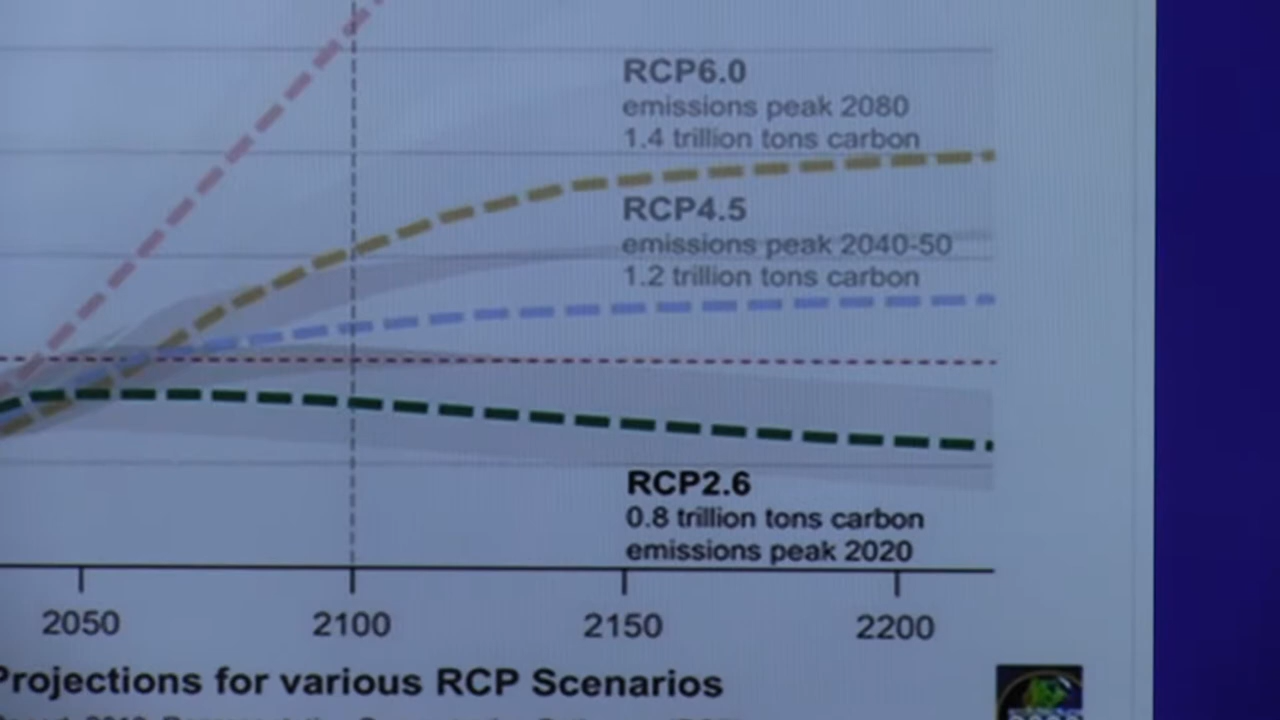 RCP6.0
emissions peak 2080
1.4 trillion tons carbon
RCP4.5
emissions peak 2040-50
1.2 trillion tons carbon
RCP2.6
0.8 trillion tons carbon
emissions peak 2020
2050 2100 2150 2200
Projections for various RCP Scenarios